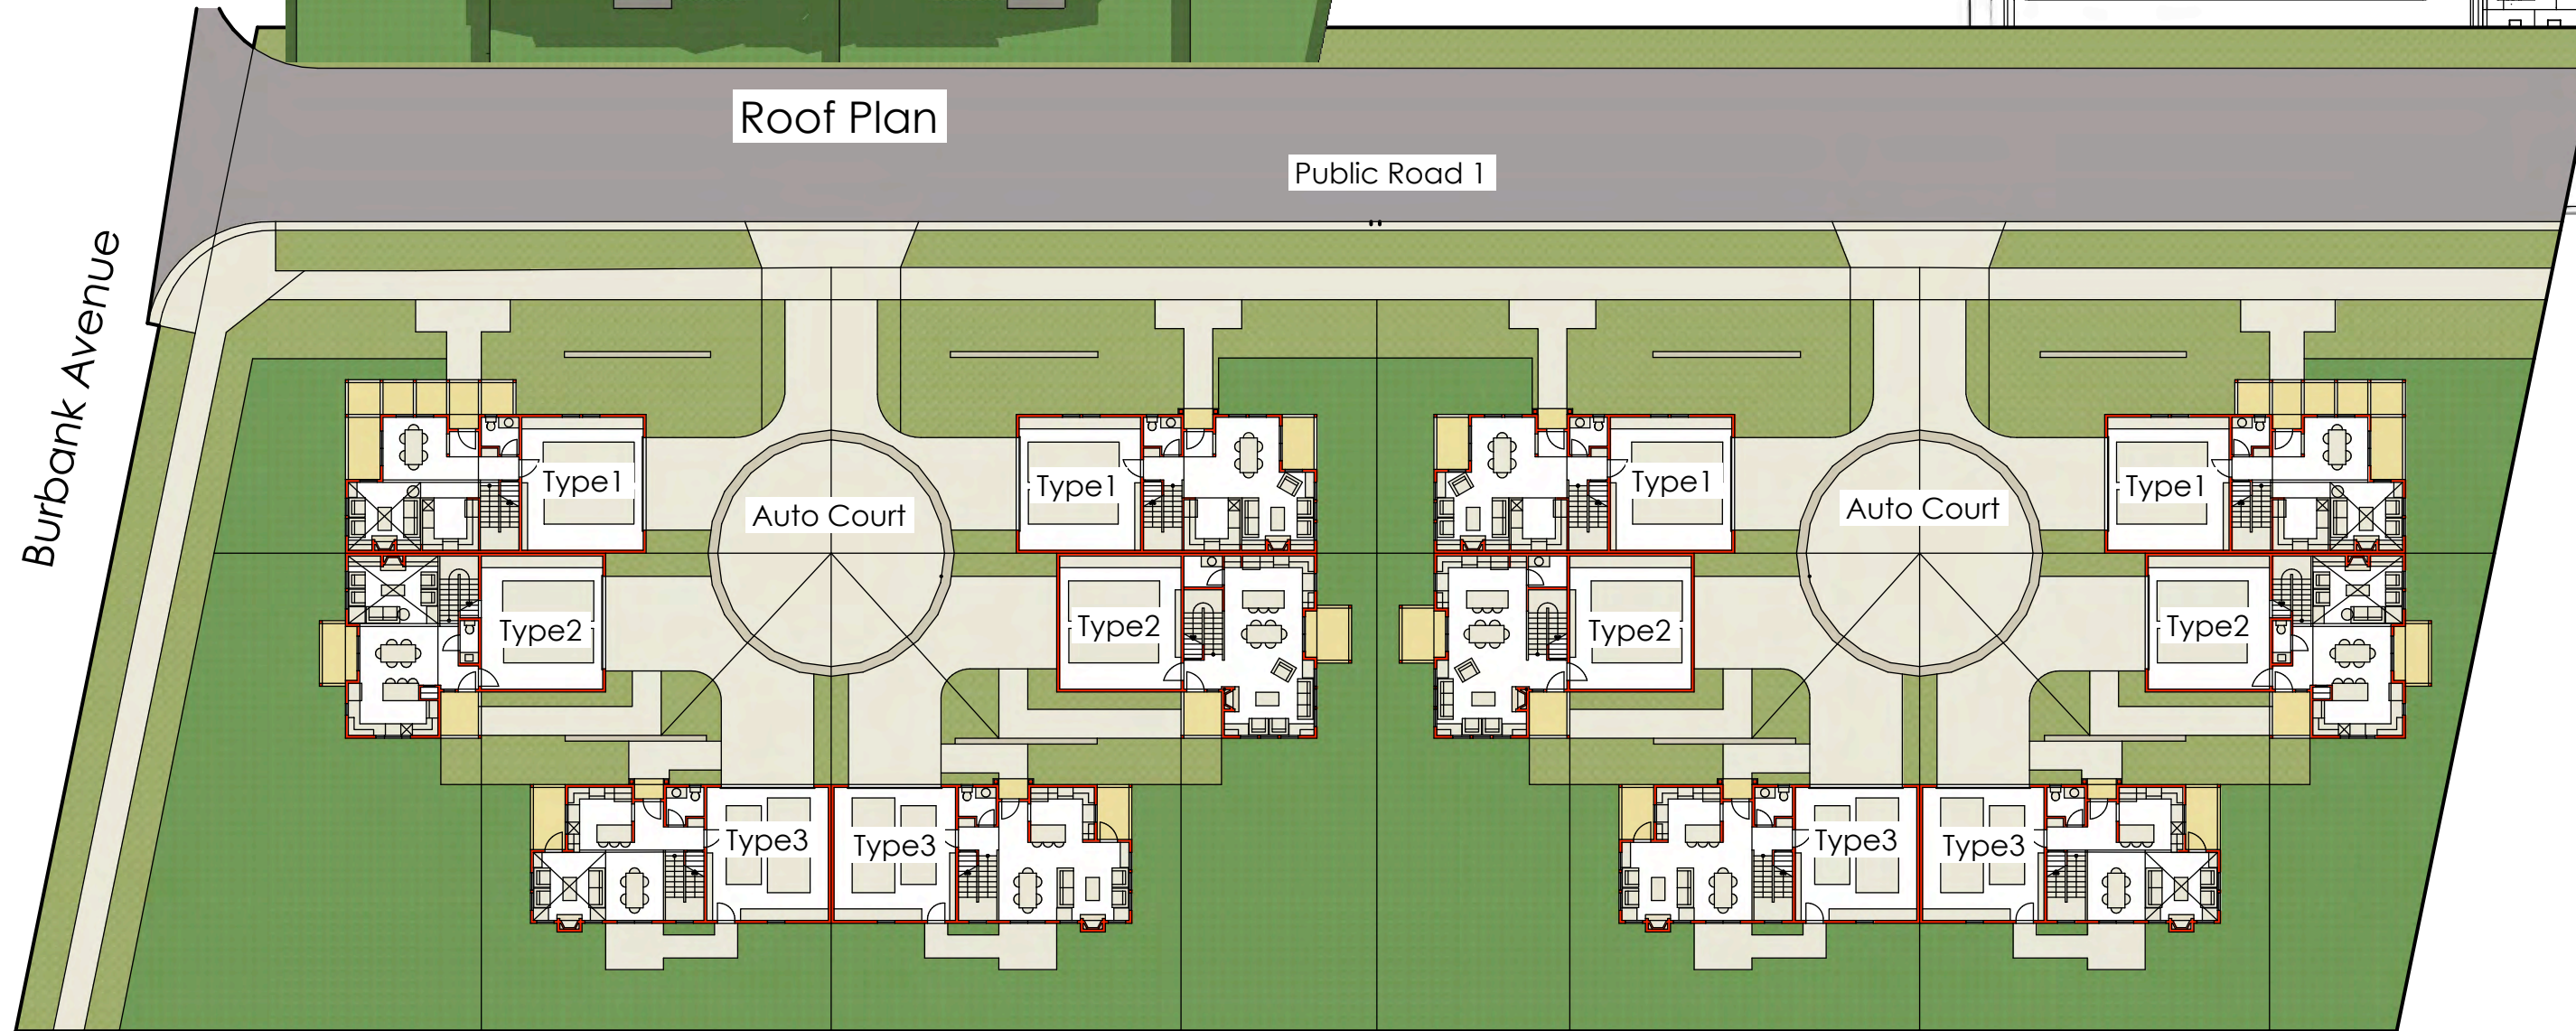 Roof Plan
Public Road 1
Burbank Avenue
Type1
Type1
Type1
Type1
Auto Court
Auto Court
Type2
Type2
Type2
Type2
Type3
Type3
Type3
Type3